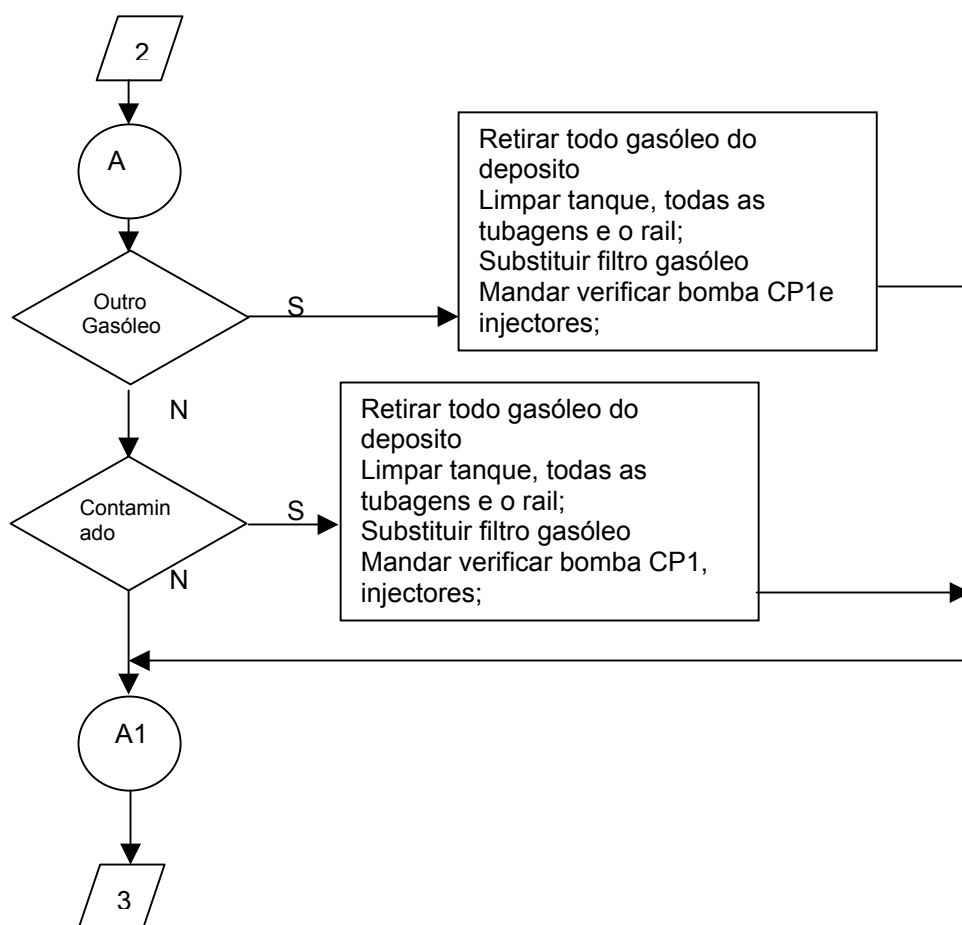 2
A
Retirar todo gasóleo do
deposito
Limpar tanque, todas as
tubagens e o rail;
Substituir filtro gasóleo
Mandar verificar bomba CP1e
injectores;
Outro
Gasóleo
S
N
Retirar todo gasóleo do
deposito
Limpar tanque, todas as
tubagens e o rail;
Substituir filtro gasóleo
Mandar verificar bomba CP1,
injectores;
Contamin
ado
S
N
A1
3